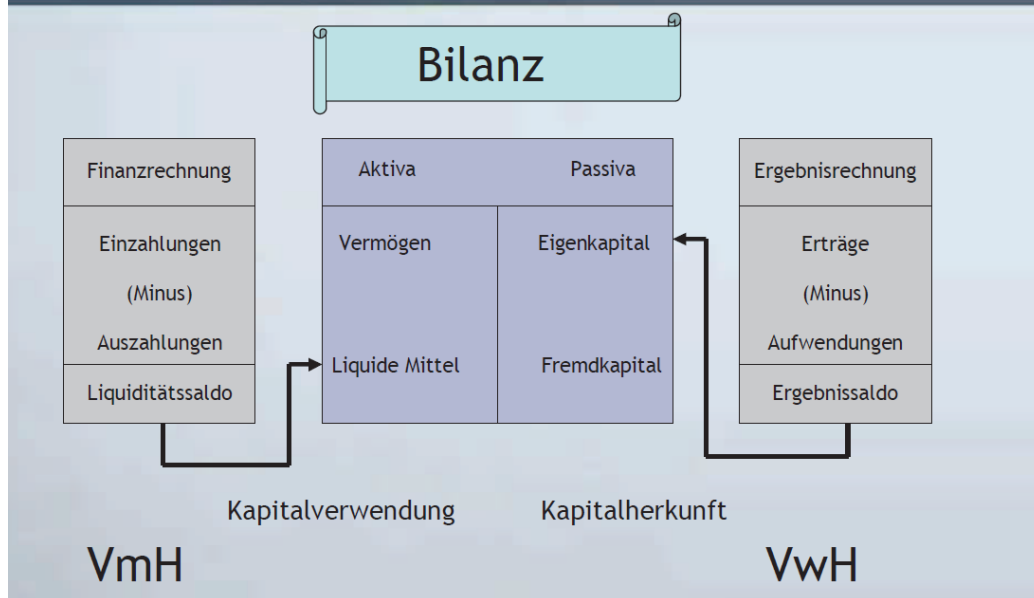 Bilanz
Finanzrechnung
Einzahlungen
(Minus)
Auszahlungen
Liquiditätssaldo
Aktiva Passiva
Vermögen Eigenkapital
Liquide Mittel Fremdkapital
Ergebnisrechnung
Erträge
(Minus)
Aufwendungen
Ergebnissaldo
Kapitalverwendung Kapitalherkunft
VmH VwH